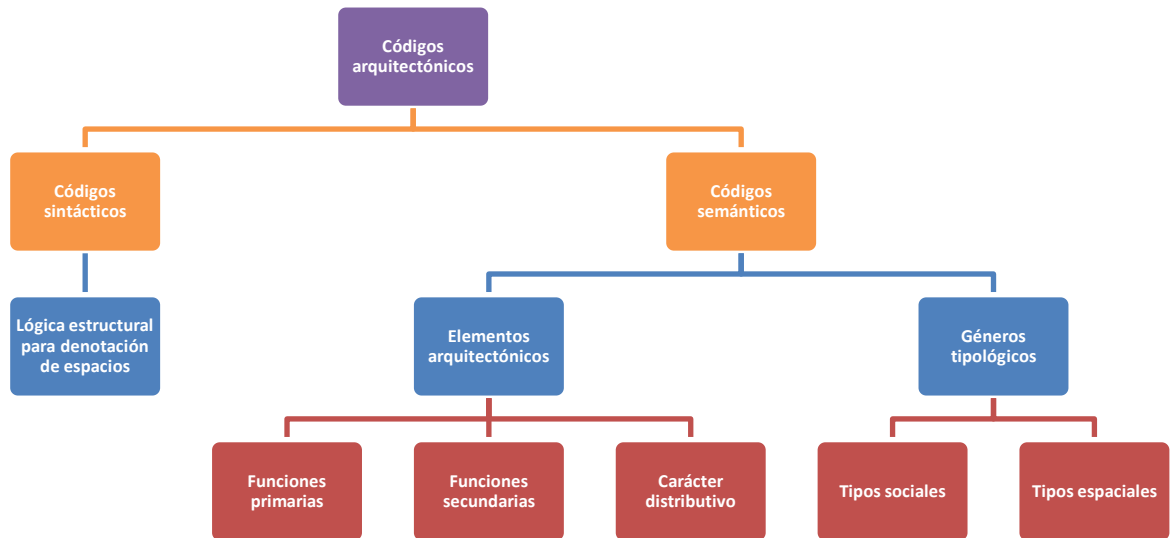 Códigos
arquitectónicos
Códigos
sintácticos
Códigos
semánticos
Lógica estructural
para denotación
de espacios
Elementos
arquitectónicos
Géneros
tipológicos
Funciones
primarias
Funciones
secundarias
Carácter
distributivo
Tipos sociales
Tipos espaciales